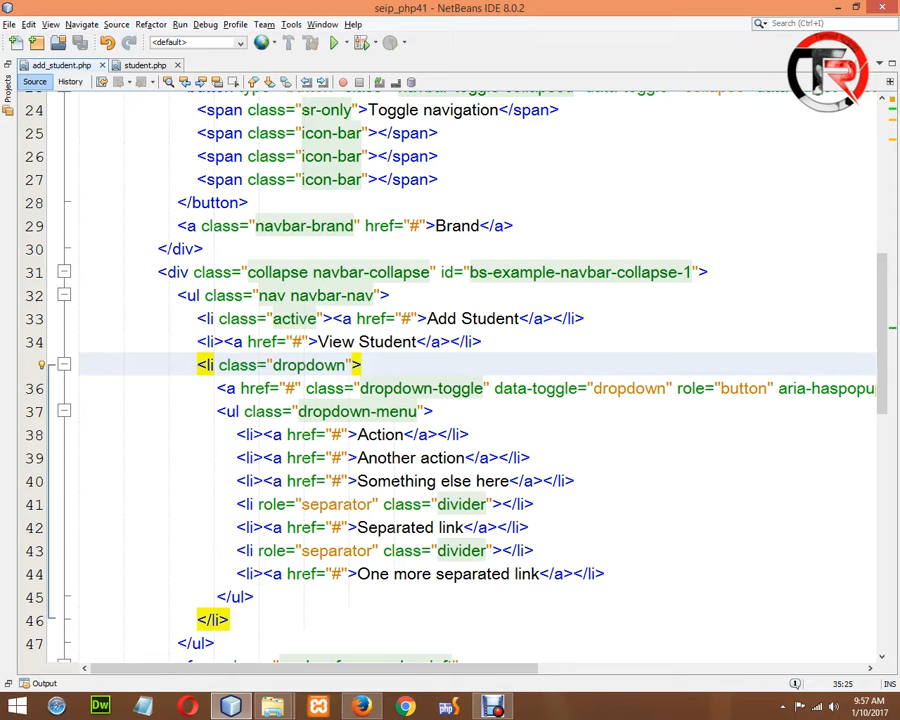 seip_php41 - NetBeans IDE 8.0.2
File Edit View Navigate Source Refactor Run Debug Profile Team Tools Window Help
Search (Ctrl+I)
<default>
add_student.php student.php
Source History
Projects
24 <span class="sr-only">Toggle navigation</span>
25 <span class="icon-bar"></span>
26 <span class="icon-bar"></span>
27 <span class="icon-bar"></span>
28 </button>
29 <a class="navbar-brand" href="#">Brand</a>
30 </div>
31 <div class="collapse navbar-collapse" id="bs-example-navbar-collapse-1">
32 <ul class="nav navbar-nav">
33 <li class="active"><a href="#">Add Student</a></li>
34 <li><a href="#">View Student</a></li>
<li class="dropdown">
36 <a href="#" class="dropdown-toggle" data-toggle="dropdown" role="button" aria-haspopu
37 <ul class="dropdown-menu">
38 <li><a href="#">Action</a></li>
39 <li><a href="#">Another action</a></li>
40 <li><a href="#">Something else here</a></li>
41 <li role="separator" class="divider"></li>
42 <li><a href="#">Separated link</a></li>
43 <li role="separator" class="divider"></li>
44 <li><a href="#">One more separated link</a></li>
45 </ul>
46 </li>
47 </ul>
Output
35:25 INS
Dw
php
9:57 AM
1/10/2017